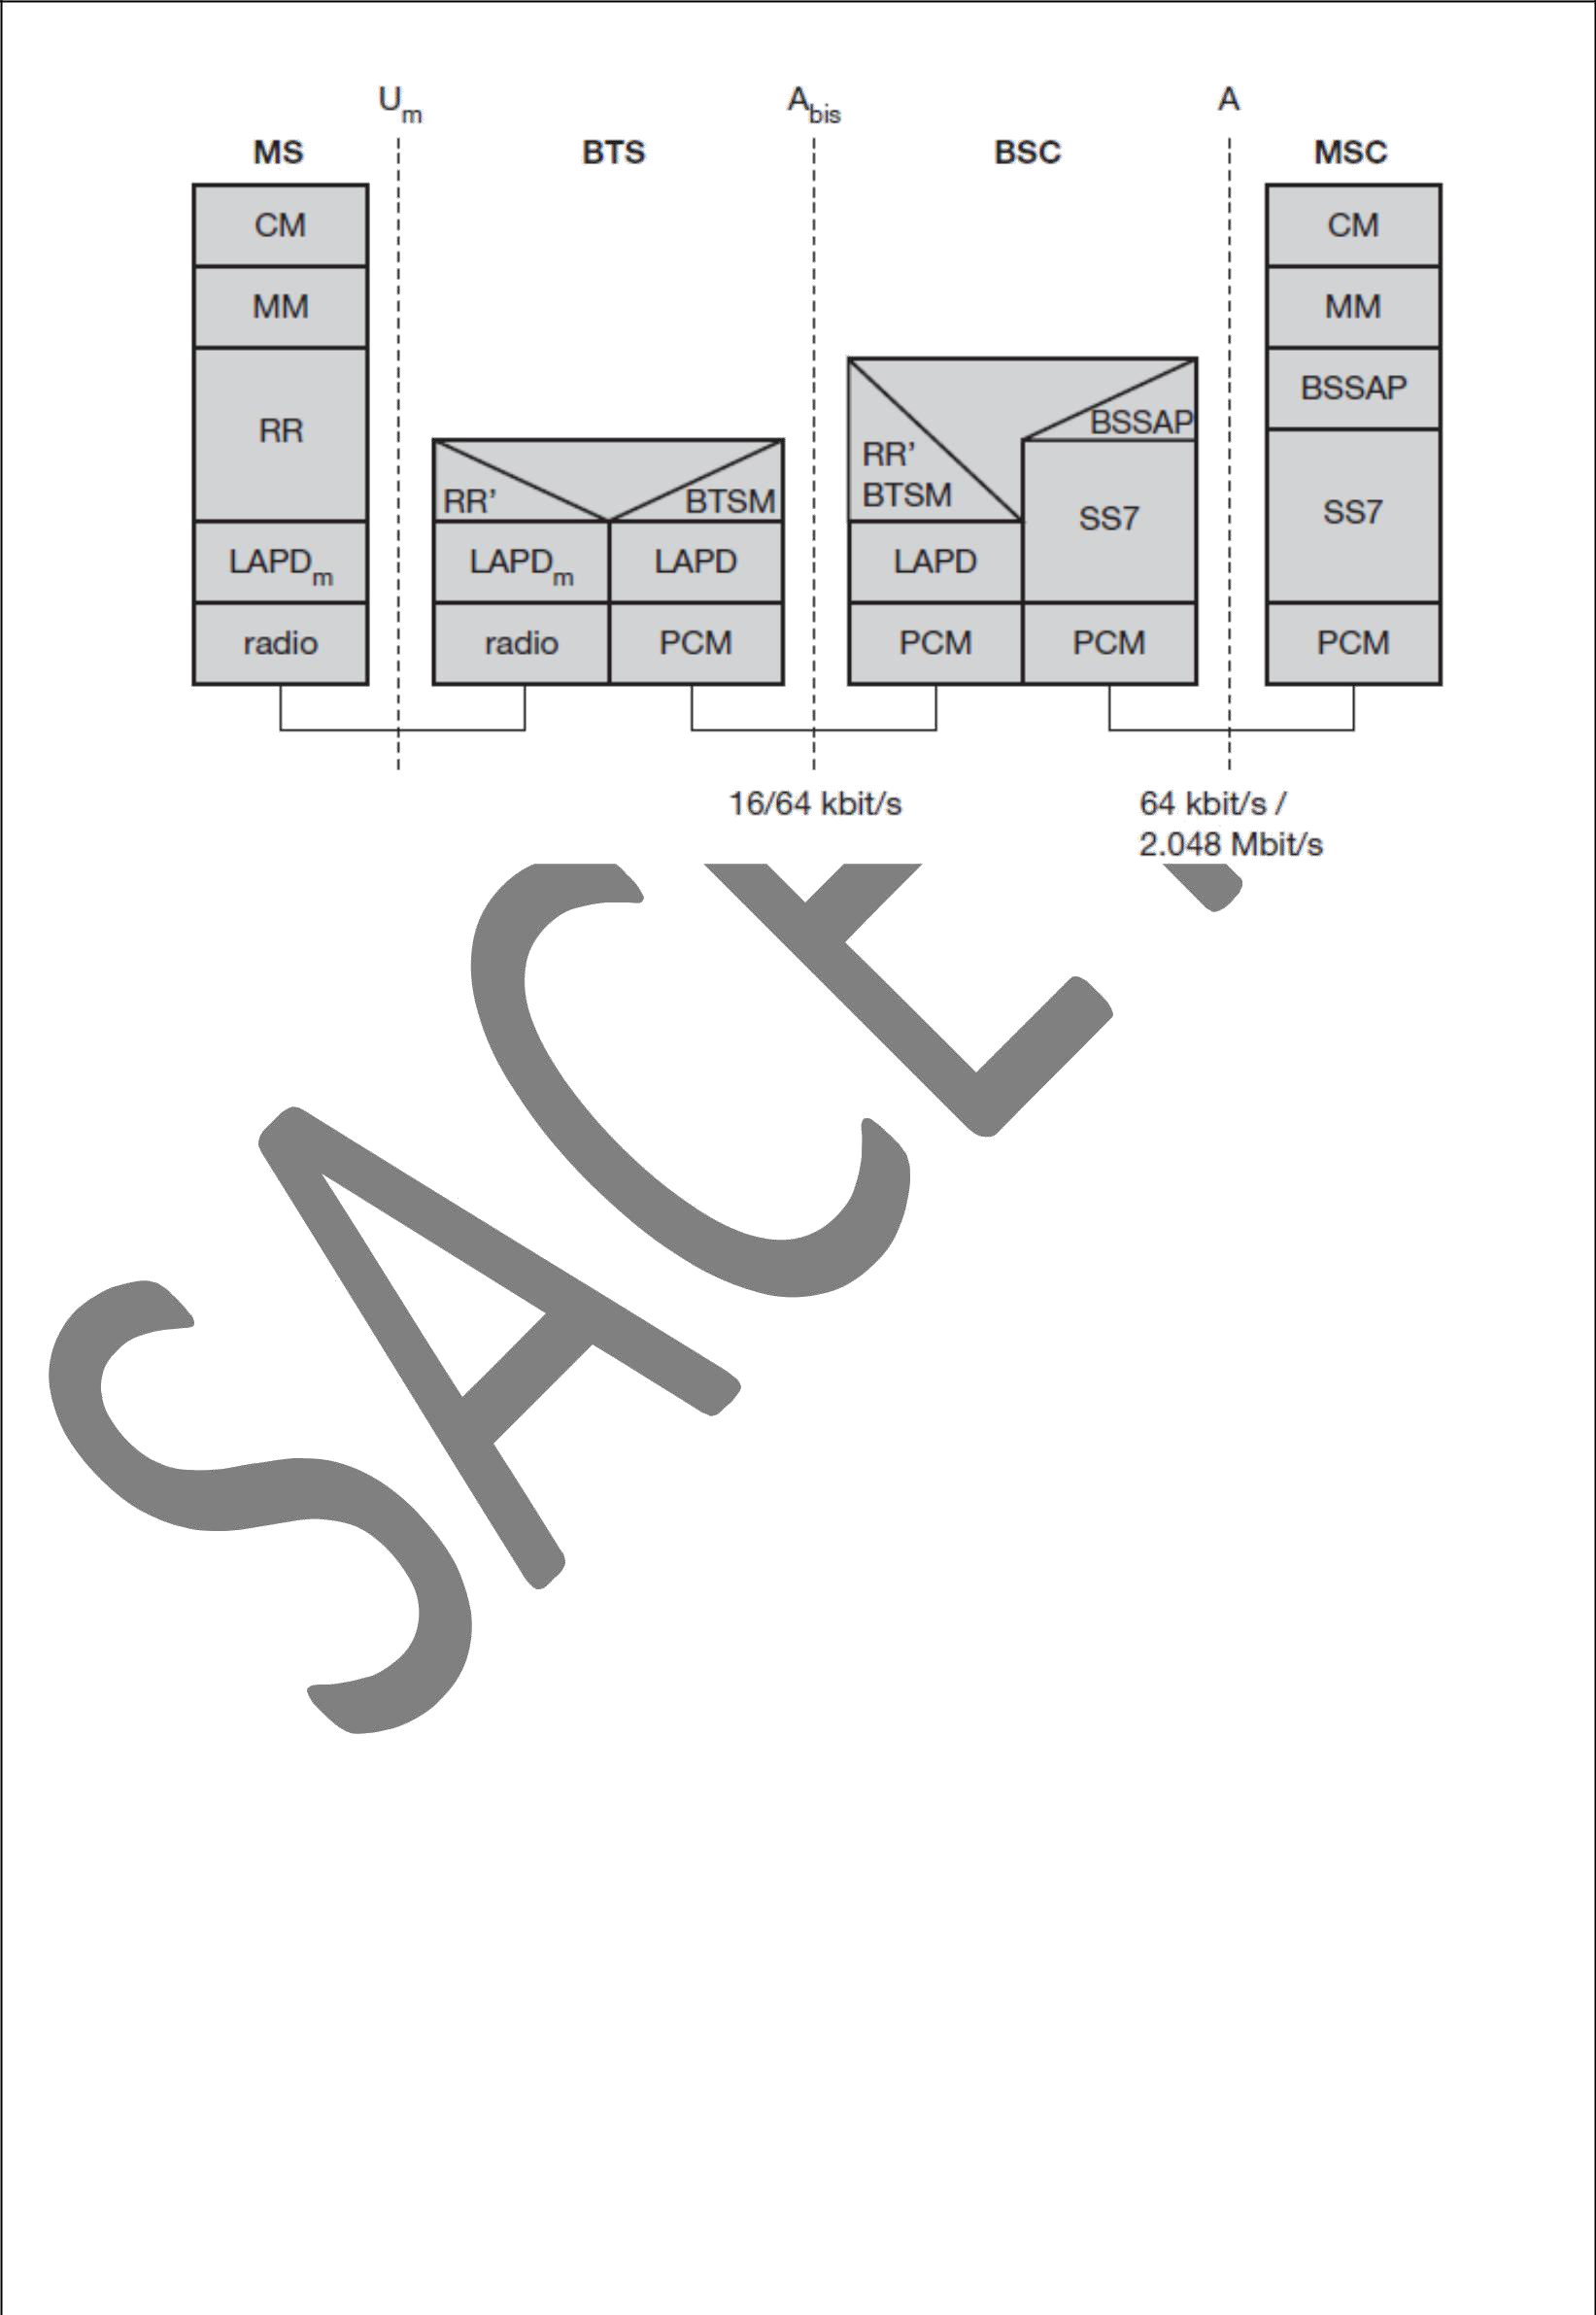 Um Abis A
MS BTS BSC MSC
CM CM
MM MM
RR BSSAP
BSSAP
RR’
BTSM
RR’ BTSM
SS7 SS7
LAPDm LAPDm LAPD LAPD
radio radio PCM PCM PCM PCM
16/64 kbit/s 64 kbit/s /
2.048 Mbit/s
SACE